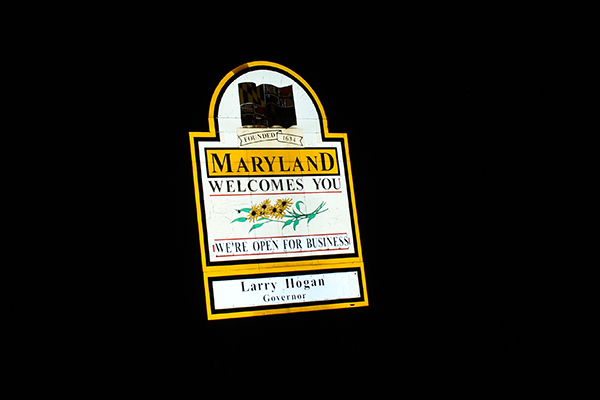 FOUNDED 1634
MARYLAND
WELCOMES YOU
WE'RE OPEN FOR BUSINESS
Larry Hogan
Governor